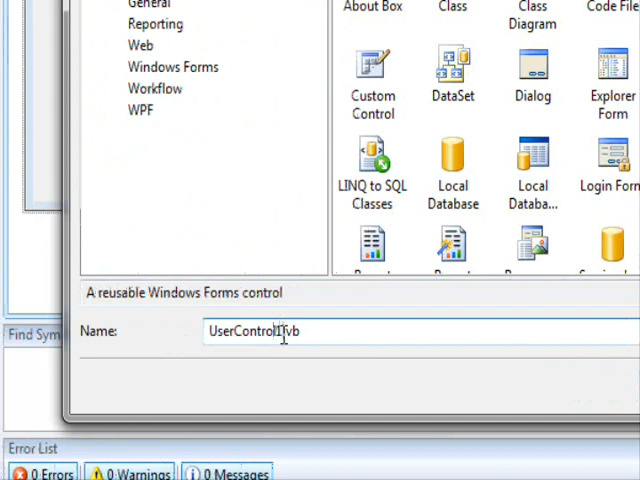 General
Reporting
Web
Windows Forms
Workflow
WPF
About Box
Class
Class Diagram
Code File
Custom Control
DataSet
Dialog
Explorer Form
LINQ to SQL Classes
Local Database
Local Databa...
Login Form
A reusable Windows Forms control
Name:
UserControl1.vb
Find Sym
Error List
0 Errors
0 Warnings
0 Messages